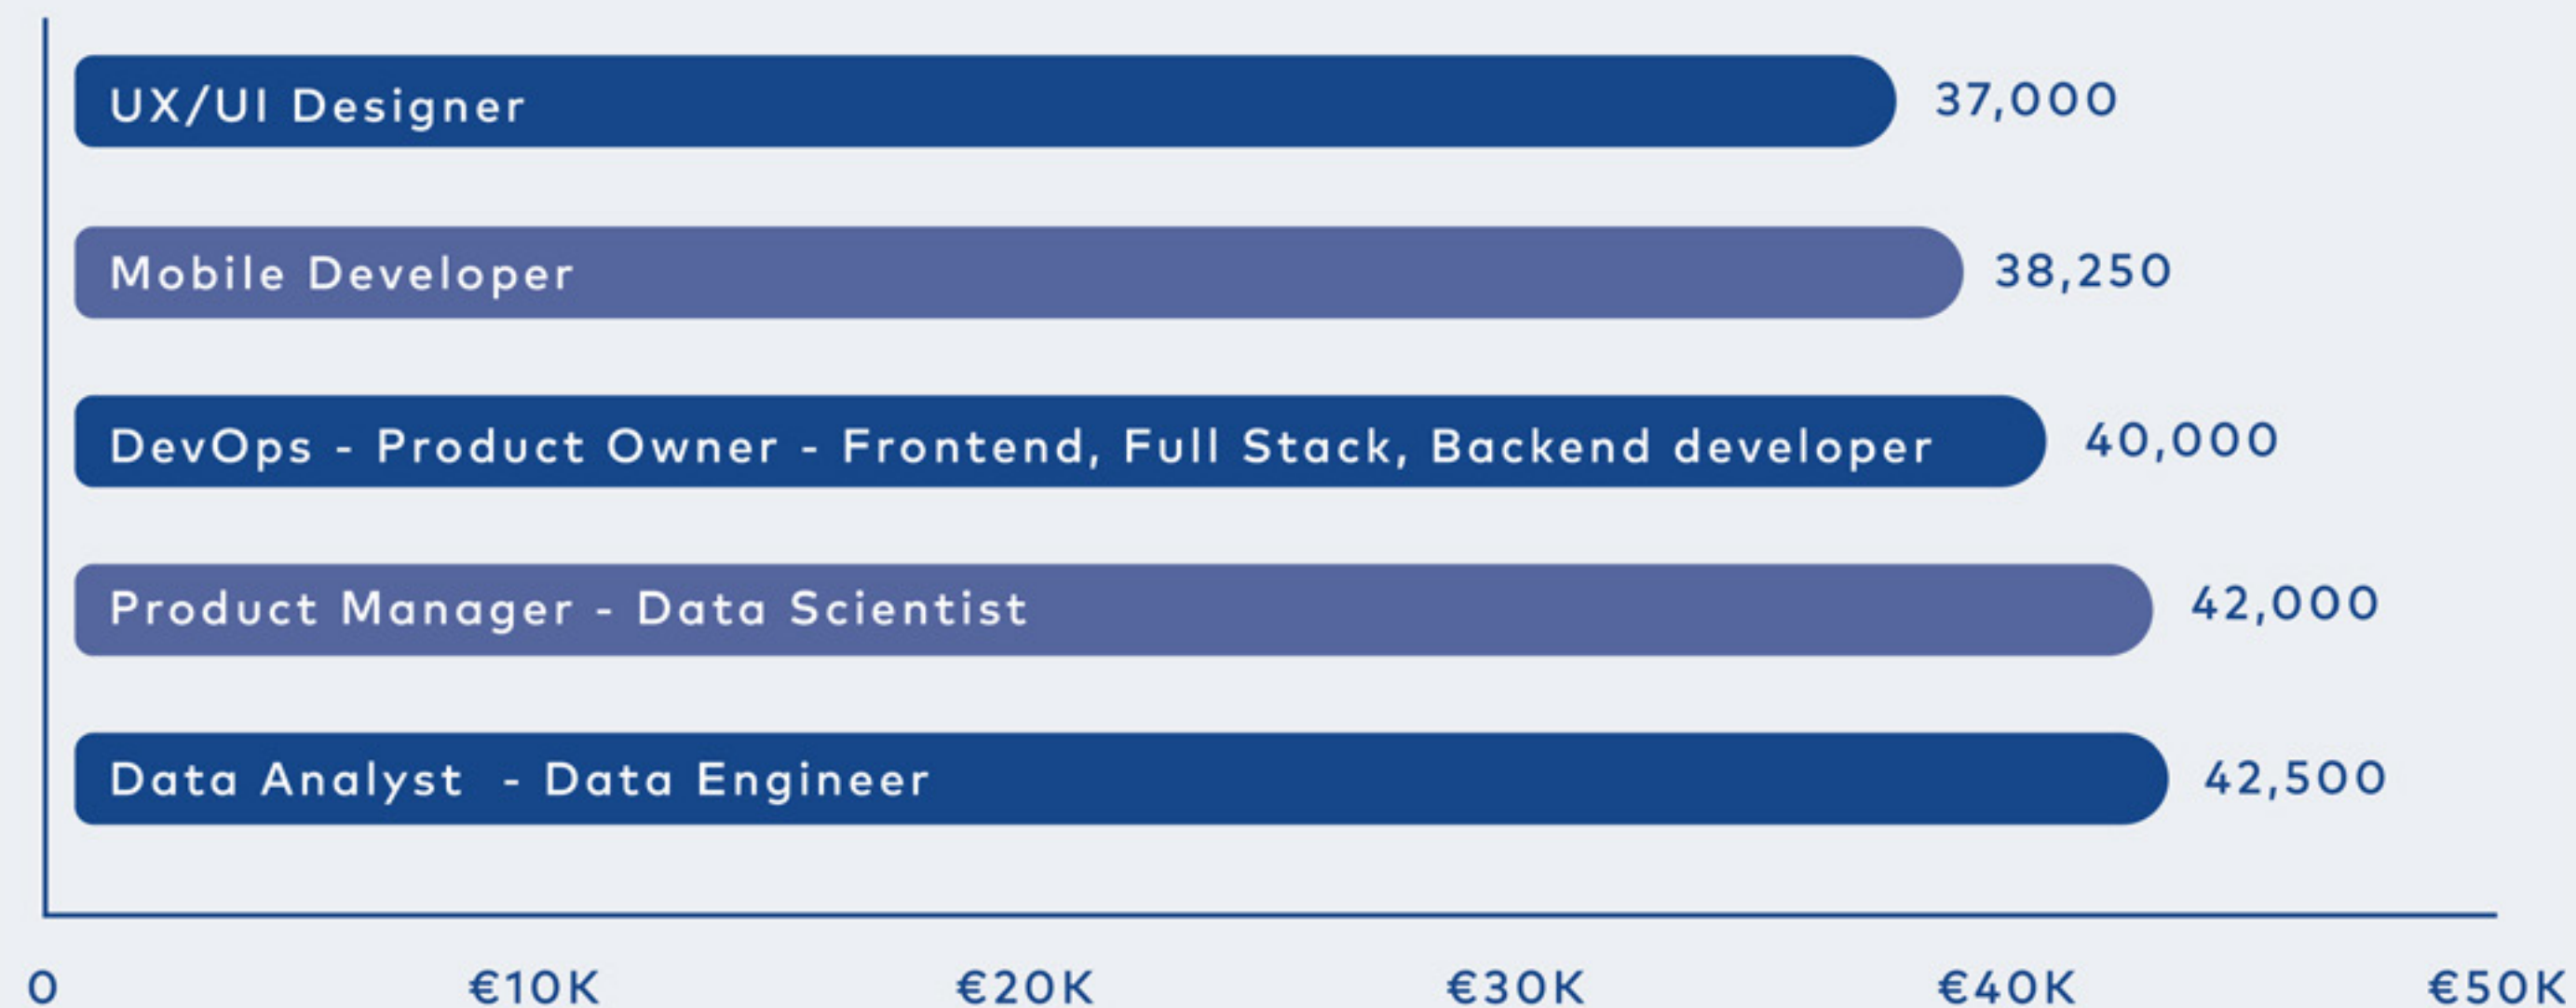 UX/UI Designer 37,000
Mobile Developer 38,250
DevOps - Product Owner - Frontend, Full Stack, Backend developer 40,000
Product Manager - Data Scientist 42,000
Data Analyst - Data Engineer 42,500
0 €10K €20K €30K €40K €50K